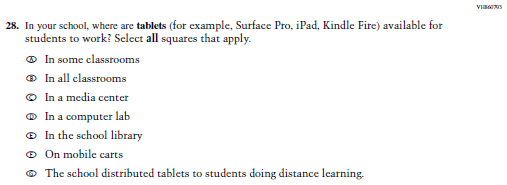 VH860793
28. In your school, where are tablets (for example, Surface Pro, iPad, Kindle Fire) available for
students to work? Select all squares that apply.
Ⓐ In some classrooms
Ⓑ In all classrooms
Ⓒ In a media center
Ⓓ In a computer lab
Ⓔ In the school library
Ⓕ On mobile carts
Ⓖ The school distributed tablets to students doing distance learning.